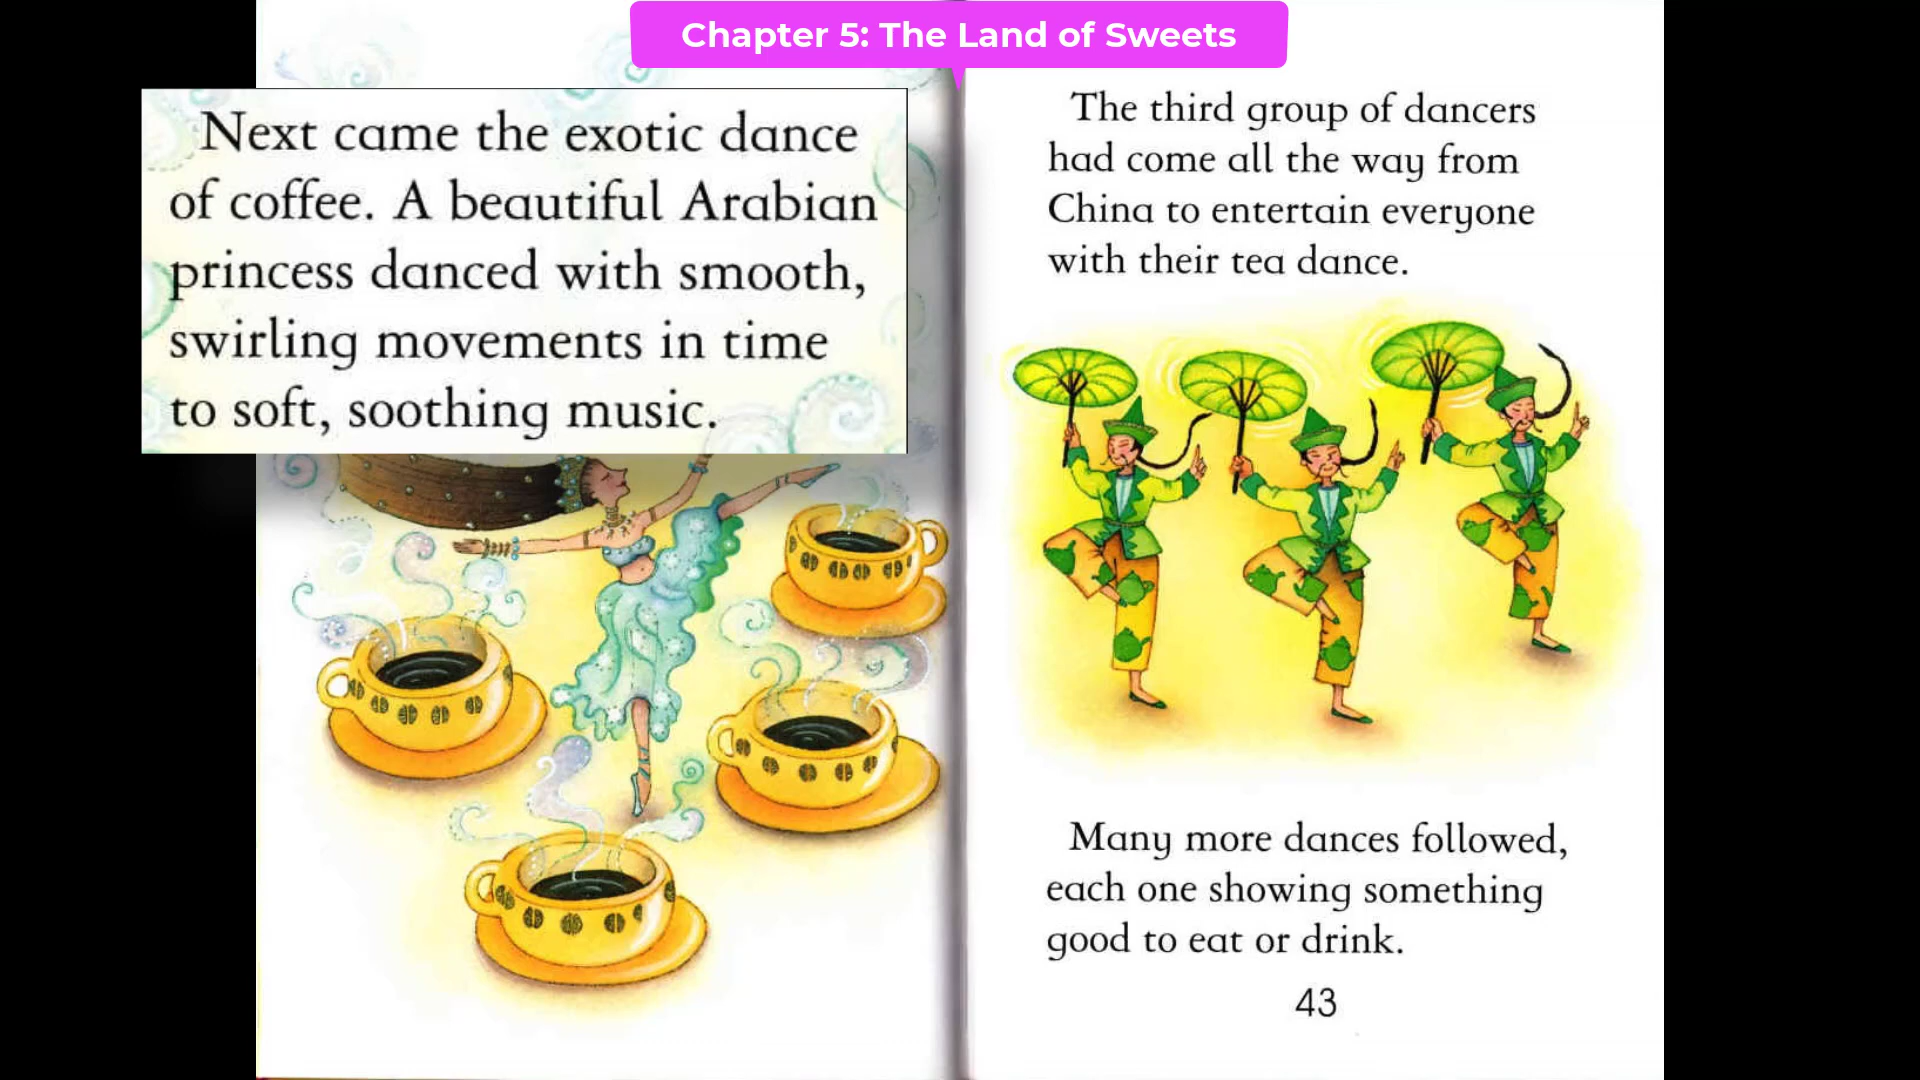 Chapter 5: The Land of Sweets
Next came the exotic dance
of coffee. A beautiful Arabian
princess danced with smooth,
swirling movements in time
to soft, soothing music.
The third group of dancers
had come all the way from
China to entertain everyone
with their tea dance.
Many more dances followed,
each one showing something
good to eat or drink.
43